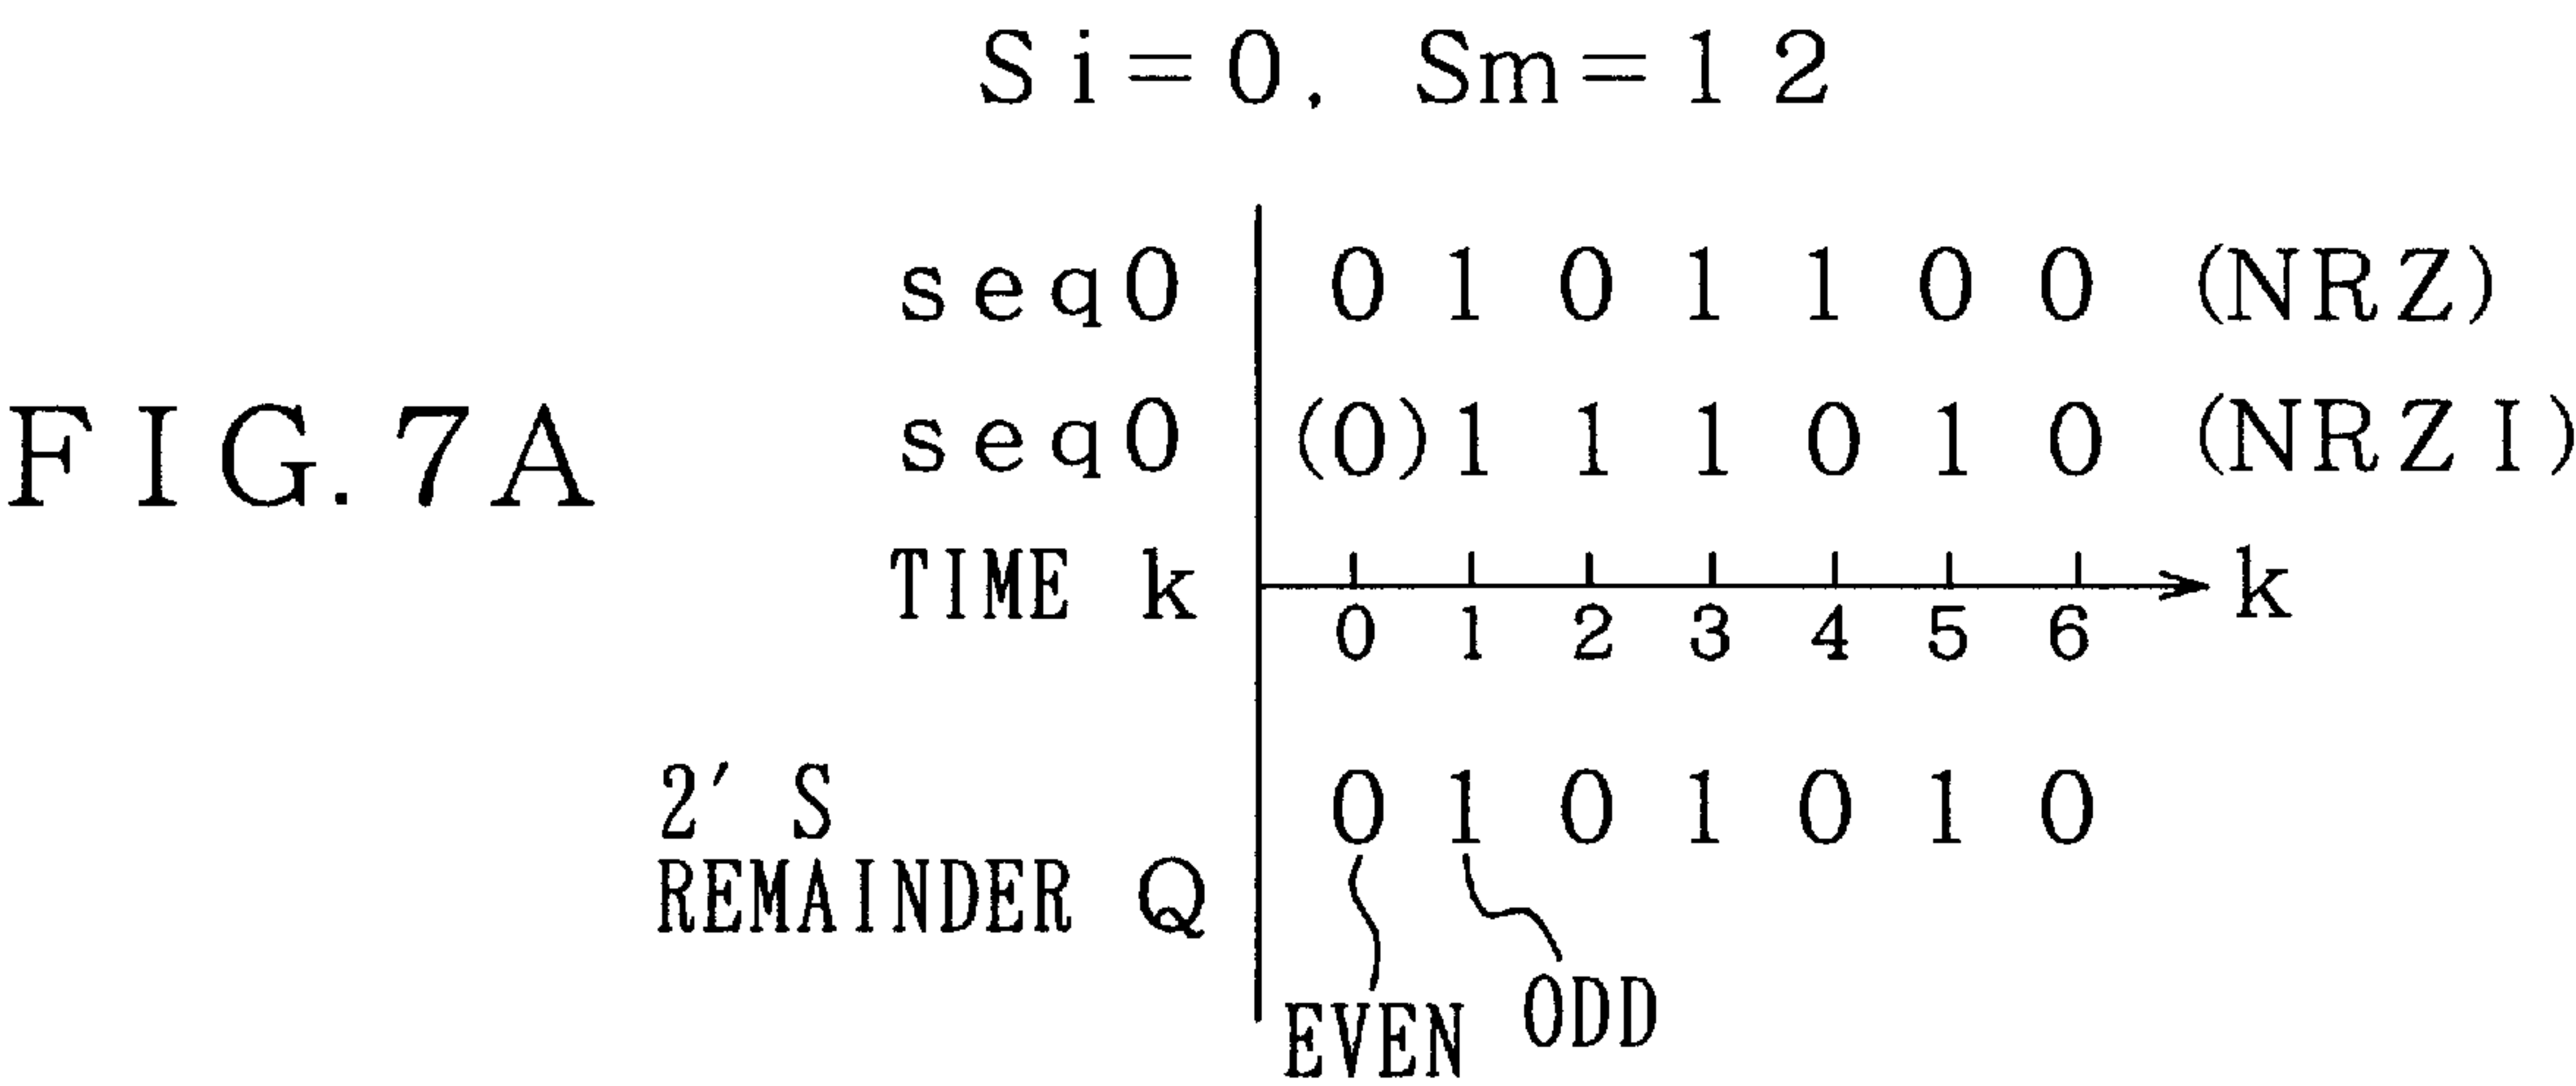 Si=0, Sm=12
seq0 0 1 0 1 1 0 0 (NRZ)
FIG. 7A
seq0 (0) 1 1 1 0 1 0 (NRZI)
TIME k k
0 1 2 3 4 5 6
2' S
REMAINDER Q
0 1 0 1 0 1 0
EVEN ODD